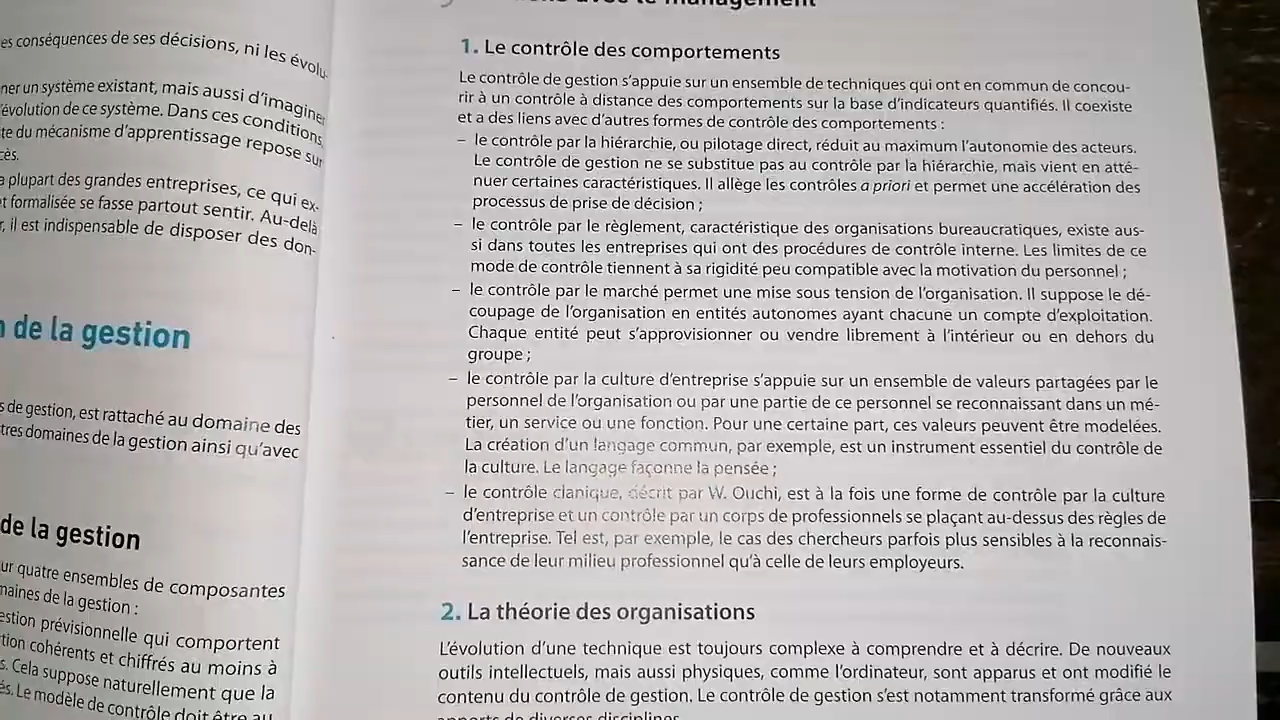 es conséquences de ses décisions, ni les évolu-
ner un système existant, mais aussi d'imaginer
évolution de ce système. Dans ces conditions,
te du mécanisme d'apprentissage repose sur
cès.
a plupart des grandes entreprises, ce qui ex-
t formalisée se fasse partout sentir. Au-delà
r, il est indispensable de disposer des don-
de la gestion
s de gestion, est rattaché au domaine des
tres domaines de la gestion ainsi qu'avec
de la gestion
ur quatre ensembles de composantes
maines de la gestion :
estion prévisionnelle qui comportent
tion cohérents et chiffrés au moins à
s. Cela suppose naturellement que la
és. Le modèle de contrôle doit être au
management
1. Le contrôle des comportements
Le contrôle de gestion s'appuie sur un ensemble de techniques qui ont en commun de concou-
rir à un contrôle à distance des comportements sur la base d'indicateurs quantifiés. Il coexiste
et a des liens avec d'autres formes de contrôle des comportements :
– le contrôle par la hiérarchie, ou pilotage direct, réduit au maximum l'autonomie des acteurs.
Le contrôle de gestion ne se substitue pas au contrôle par la hiérarchie, mais vient en atté-
nuer certaines caractéristiques. Il allège les contrôles a priori et permet une accélération des
processus de prise de décision ;
– le contrôle par le règlement, caractéristique des organisations bureaucratiques, existe aus-
si dans toutes les entreprises qui ont des procédures de contrôle interne. Les limites de ce
mode de contrôle tiennent à sa rigidité peu compatible avec la motivation du personnel ;
– le contrôle par le marché permet une mise sous tension de l'organisation. Il suppose le dé-
coupage de l'organisation en entités autonomes ayant chacune un compte d'exploitation.
Chaque entité peut s'approvisionner ou vendre librement à l'intérieur ou en dehors du
groupe ;
– le contrôle par la culture d'entreprise s'appuie sur un ensemble de valeurs partagées par le
personnel de l'organisation ou par une partie de ce personnel se reconnaissant dans un mé-
tier, un service ou une fonction. Pour une certaine part, ces valeurs peuvent être modelées.
La création d'un langage commun, par exemple, est un instrument essentiel du contrôle de
la culture. Le langage façonne la pensée ;
– le contrôle clanique, décrit par W. Ouchi, est à la fois une forme de contrôle par la culture
d'entreprise et un contrôle par un corps de professionnels se plaçant au-dessus des règles de
l'entreprise. Tel est, par exemple, le cas des chercheurs parfois plus sensibles à la reconnais-
sance de leur milieu professionnel qu'à celle de leurs employeurs.
2. La théorie des organisations
L'évolution d'une technique est toujours complexe à comprendre et à décrire. De nouveaux
outils intellectuels, mais aussi physiques, comme l'ordinateur, sont apparus et ont modifié le
contenu du contrôle de gestion. Le contrôle de gestion s'est notamment transformé grâce aux
apports de diverses disciplines